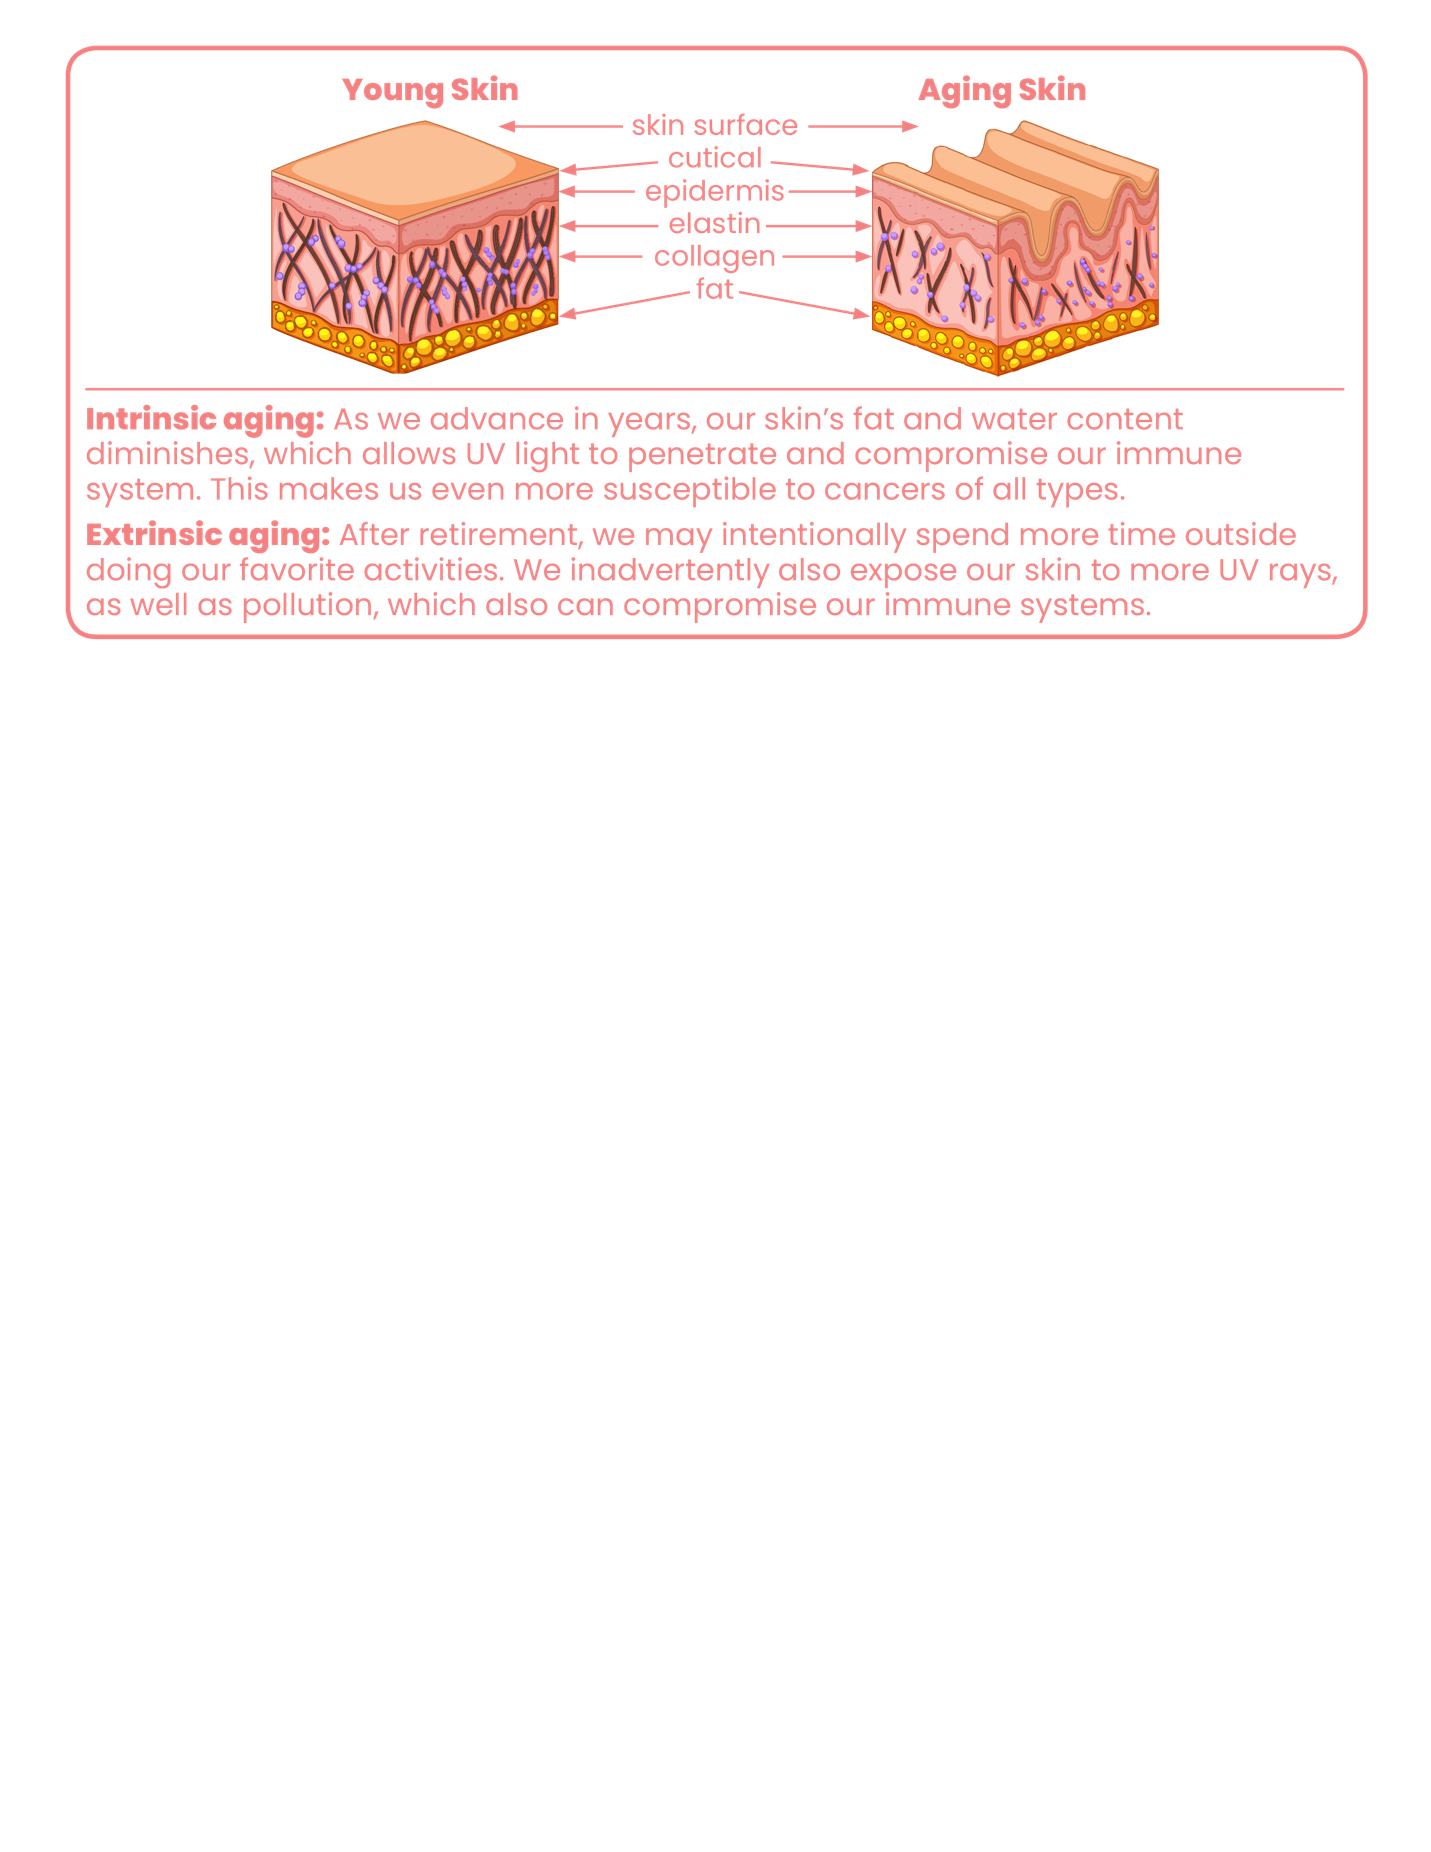 Young Skin
Aging Skin
skin surface
cutical
epidermis
elastin
collagen
fat
Intrinsic aging: As we advance in years, our skin’s fat and water content
diminishes, which allows UV light to penetrate and compromise our immune
system. This makes us even more susceptible to cancers of all types.
Extrinsic aging: After retirement, we may intentionally spend more time outside
doing our favorite activities. We inadvertently also expose our skin to more UV rays,
as well as pollution, which also can compromise our immune systems.